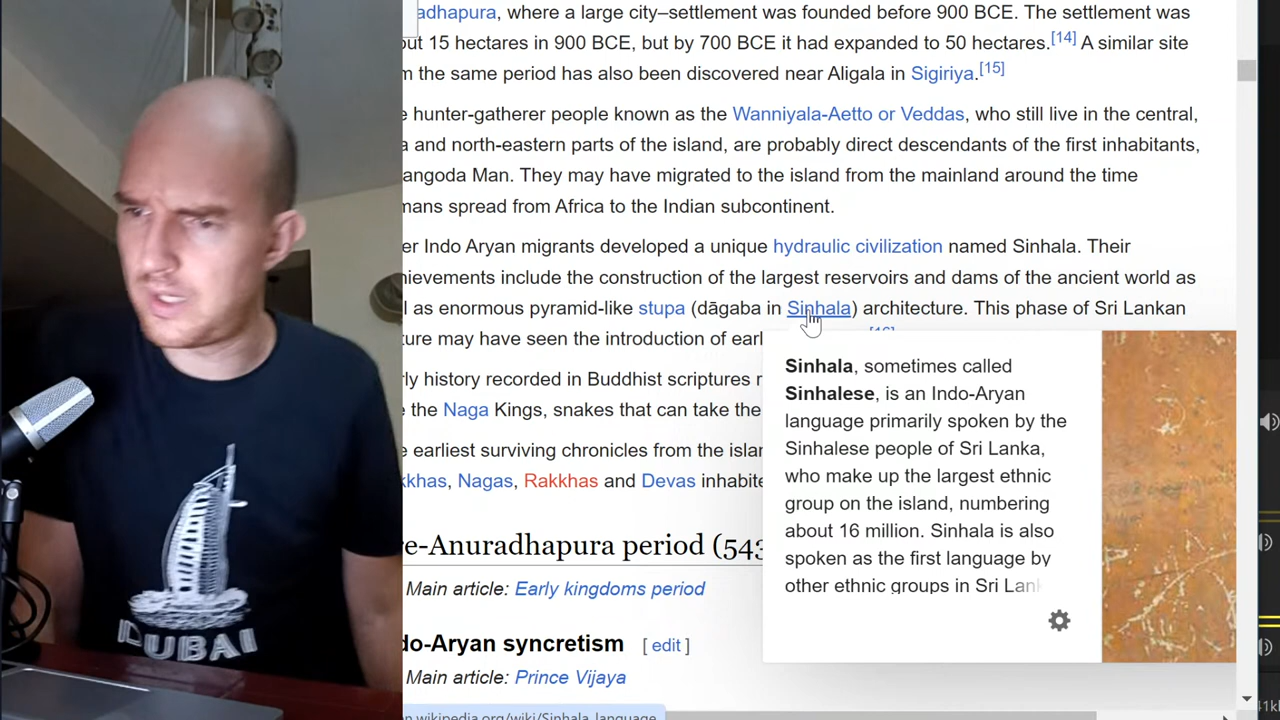 adhapura, where a large city–settlement was founded before 900 BCE. The settlement was
out 15 hectares in 900 BCE, but by 700 BCE it had expanded to 50 hectares.[14] A similar site
m the same period has also been discovered near Aligala in Sigiriya.[15]
e hunter-gatherer people known as the Wanniyala-Aetto or Veddas, who still live in the central,
a and north-eastern parts of the island, are probably direct descendants of the first inhabitants,
angoda Man. They may have migrated to the island from the mainland around the time
mans spread from Africa to the Indian subcontinent.
er Indo Aryan migrants developed a unique hydraulic civilization named Sinhala. Their
hievements include the construction of the largest reservoirs and dams of the ancient world as
l as enormous pyramid-like stupa (dāgaba in Sinhala) architecture. This phase of Sri Lankan
ture may have seen the introduction of earl
rly history recorded in Buddhist scriptures
e the Naga Kings, snakes that can take the
e earliest surviving chronicles from the islan
kkhas, Nagas, Rakkhas and Devas inhabite
re-Anuradhapura period (543
Main article: Early kingdoms period
do-Aryan syncretism [ edit ]
Main article: Prince Vijaya
Sinhala, sometimes called
Sinhalese, is an Indo-Aryan
language primarily spoken by the
Sinhalese people of Sri Lanka,
who make up the largest ethnic
group on the island, numbering
about 16 million. Sinhala is also
spoken as the first language by
other ethnic groups in Sri Lan
n.wikipedia.org/wiki/Sinhala_language
DUBAI